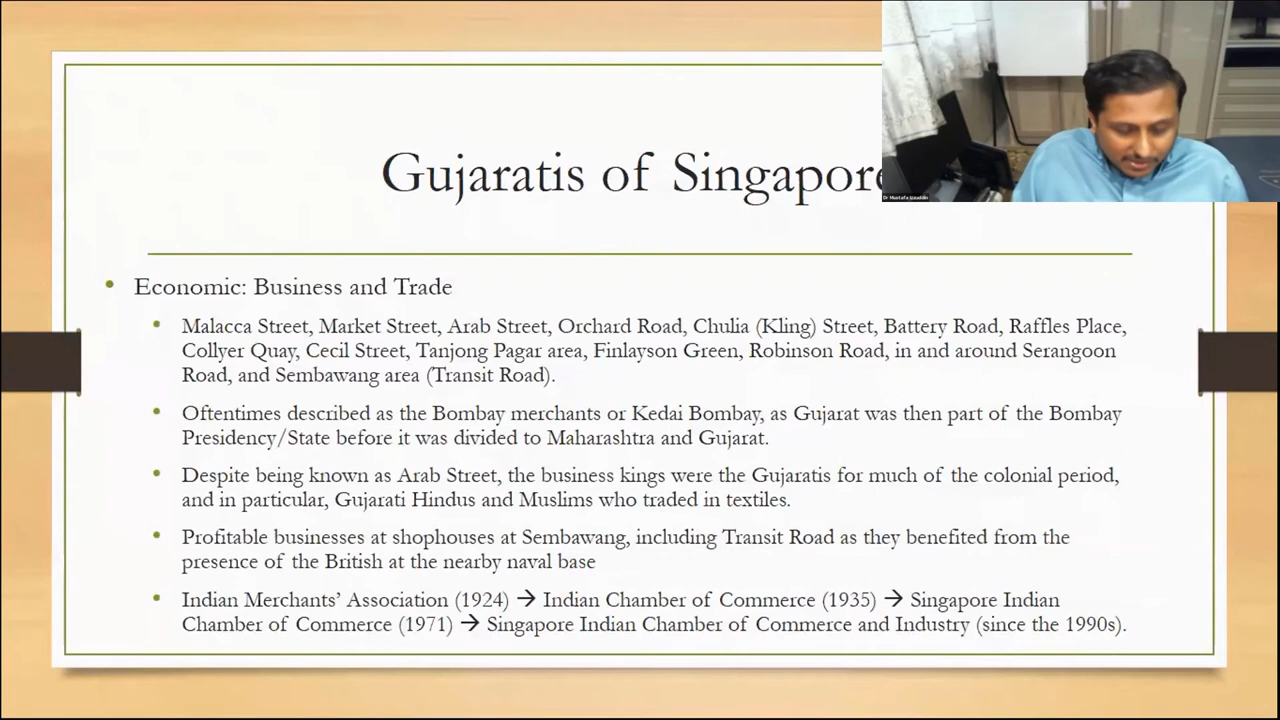 Gujaratis of Singapore
Dr Mustafa Izzuddin
• Economic: Business and Trade
• Malacca Street, Market Street, Arab Street, Orchard Road, Chulia (Kling) Street, Battery Road, Raffles Place,
Collyer Quay, Cecil Street, Tanjong Pagar area, Finlayson Green, Robinson Road, in and around Serangoon
Road, and Sembawang area (Transit Road).
• Oftentimes described as the Bombay merchants or Kedai Bombay, as Gujarat was then part of the Bombay
Presidency/State before it was divided to Maharashtra and Gujarat.
• Despite being known as Arab Street, the business kings were the Gujaratis for much of the colonial period,
and in particular, Gujarati Hindus and Muslims who traded in textiles.
• Profitable businesses at shophouses at Sembawang, including Transit Road as they benefited from the
presence of the British at the nearby naval base
• Indian Merchants’ Association (1924) → Indian Chamber of Commerce (1935) → Singapore Indian
Chamber of Commerce (1971) → Singapore Indian Chamber of Commerce and Industry (since the 1990s).